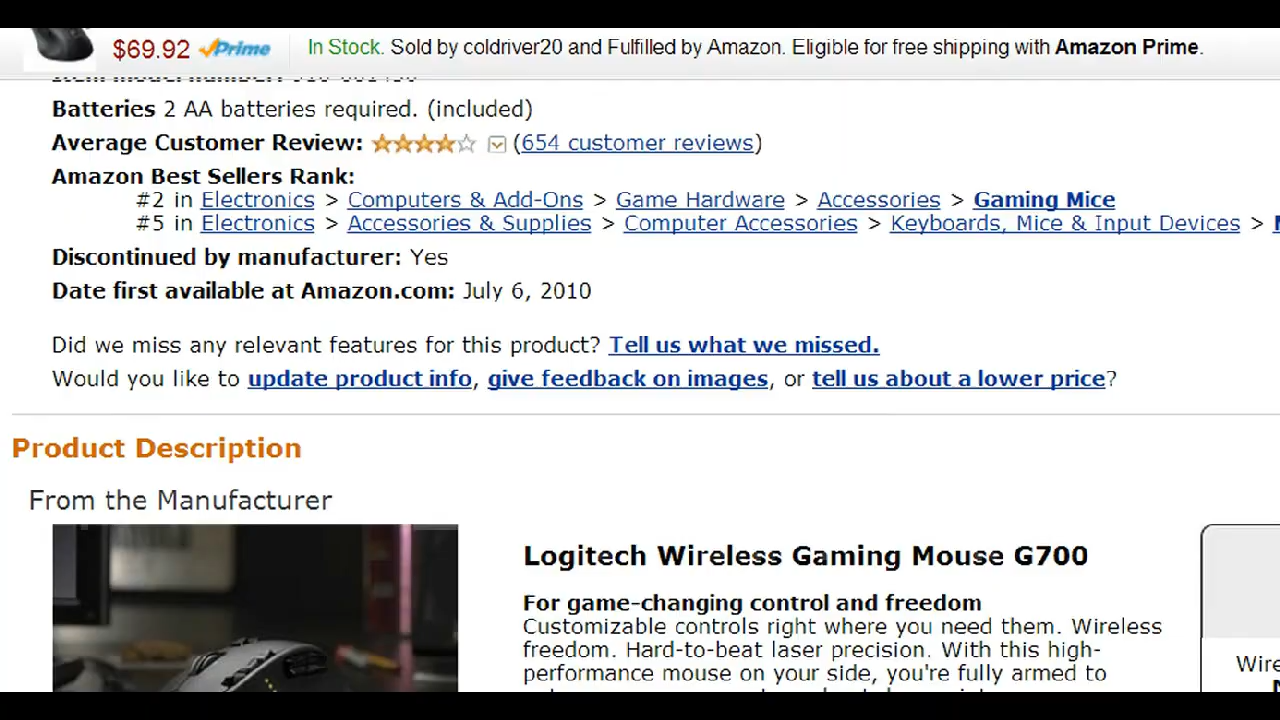 $69.92 Prime In Stock. Sold by coldriver20 and Fulfilled by Amazon. Eligible for free shipping with Amazon Prime.
Batteries 2 AA batteries required. (included)
Average Customer Review: (654 customer reviews)
Amazon Best Sellers Rank:
#2 in Electronics > Computers & Add-Ons > Game Hardware > Accessories > Gaming Mice
#5 in Electronics > Accessories & Supplies > Computer Accessories > Keyboards, Mice & Input Devices >
Discontinued by manufacturer: Yes
Date first available at Amazon.com: July 6, 2010
Did we miss any relevant features for this product? Tell us what we missed.
Would you like to update product info, give feedback on images, or tell us about a lower price?
Product Description
From the Manufacturer
Logitech Wireless Gaming Mouse G700
For game-changing control and freedom
Customizable controls right where you need them. Wireless
freedom. Hard-to-beat laser precision. With this high-
performance mouse on your side, you're fully armed to